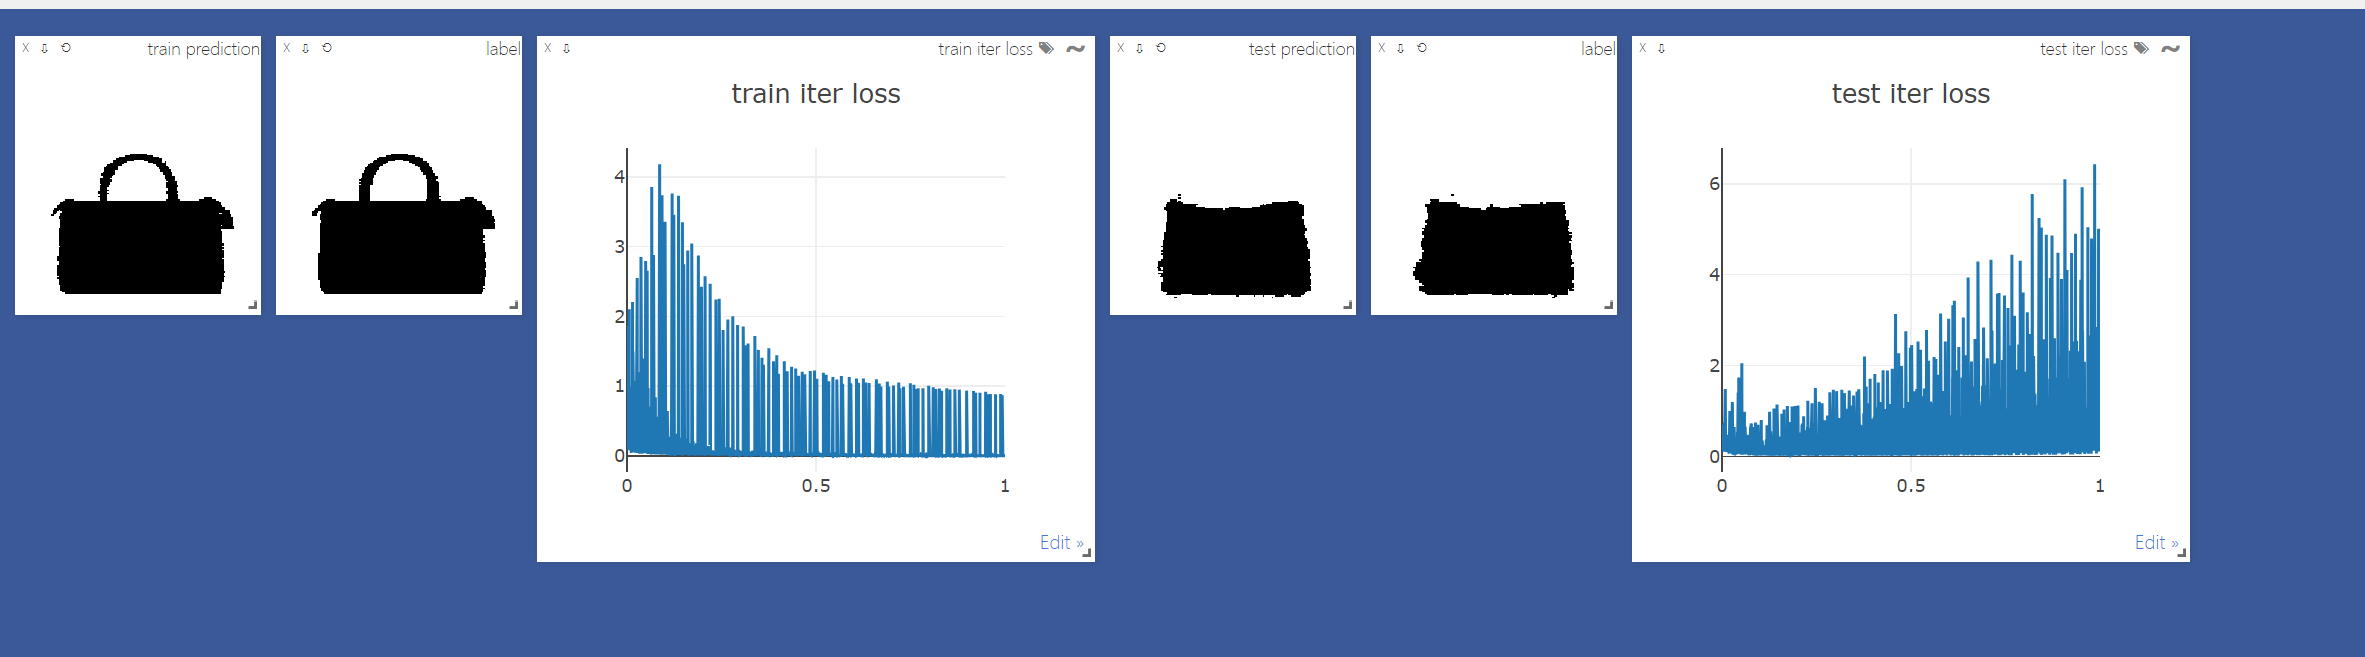 X ⇩ ⟲ train prediction
X ⇩ ⟲ label
X ⇩ train iter loss
train iter loss
4
3
2
1
0
0 0.5 1
Edit »
X ⇩ ⟲ test prediction
X ⇩ ⟲ label
X ⇩ test iter loss
test iter loss
6
4
2
0
0 0.5 1
Edit »